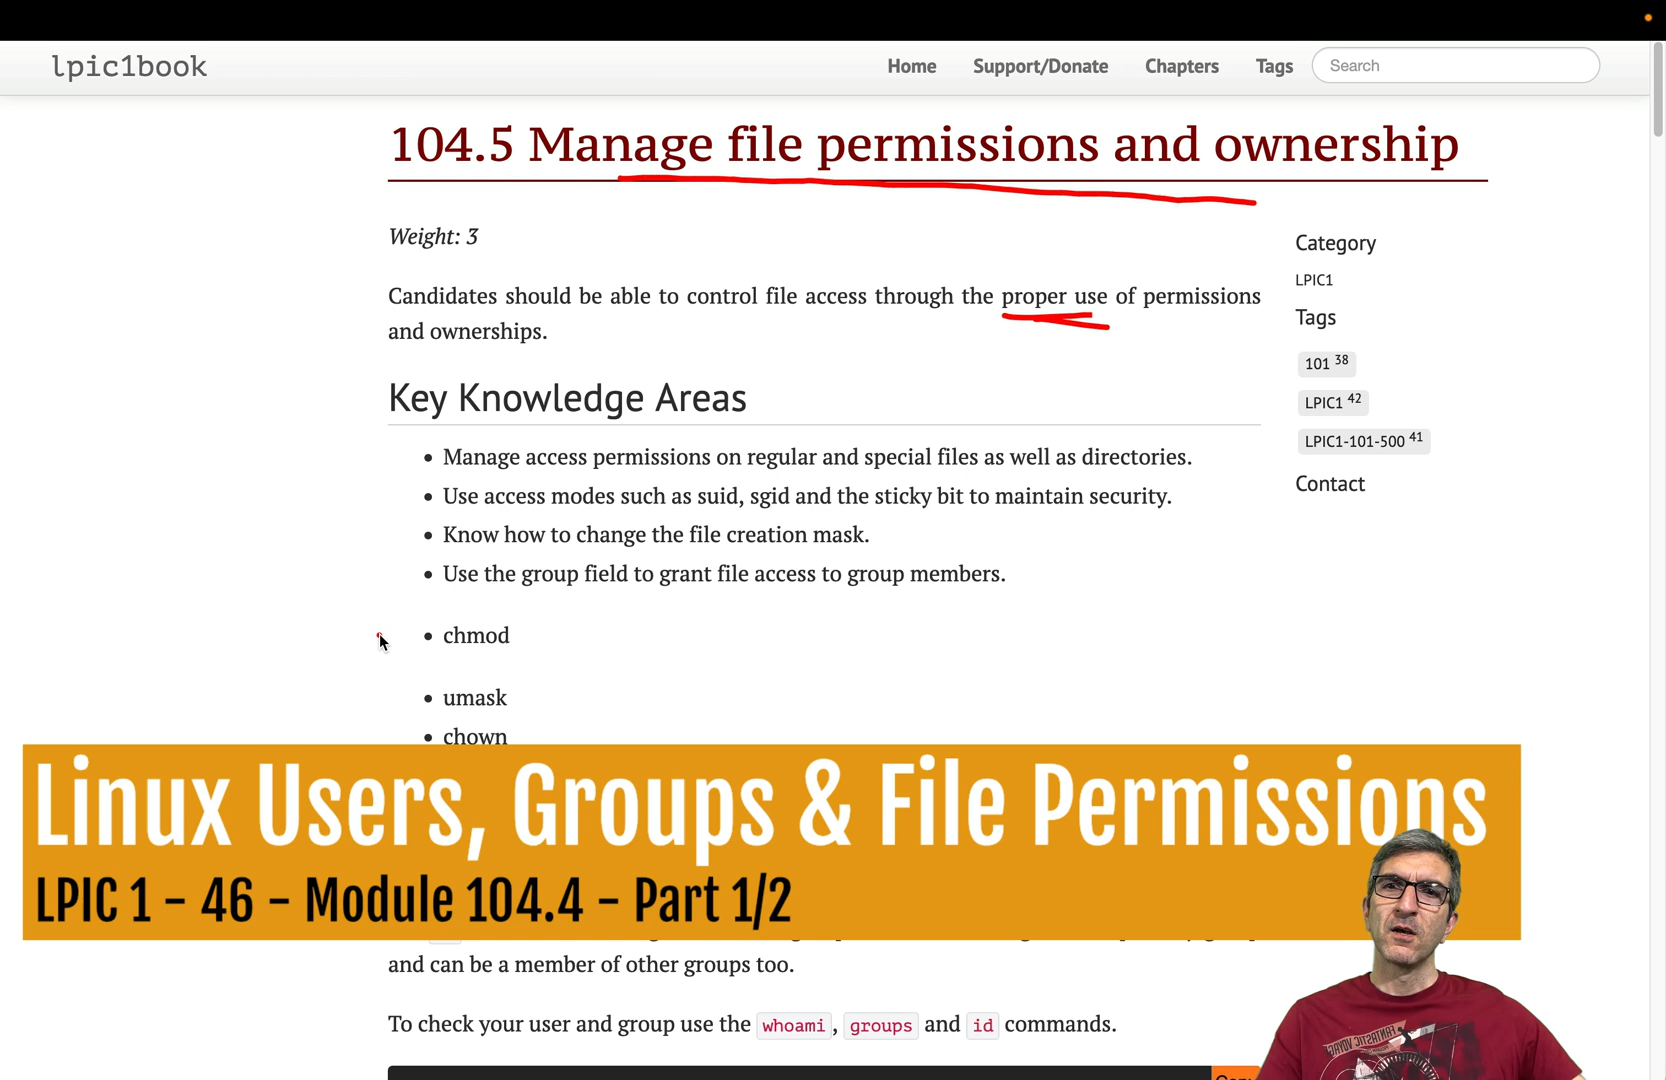 lpic1book
Home Support/Donate Chapters Tags Search
104.5 Manage file permissions and ownership
Weight: 3
Candidates should be able to control file access through the proper use of permissions
and ownerships.
Category
LPIC1
Tags
101 38
LPIC1 42
LPIC1-101-500 41
Contact
Key Knowledge Areas
• Manage access permissions on regular and special files as well as directories.
• Use access modes such as suid, sgid and the sticky bit to maintain security.
• Know how to change the file creation mask.
• Use the group field to grant file access to group members.
• chmod
• umask
• chown
Linux Users, Groups & File Permissions
LPIC 1 - 46 - Module 104.4 - Part 1/2
and can be a member of other groups too.
To check your user and group use the whoami, groups and id commands.